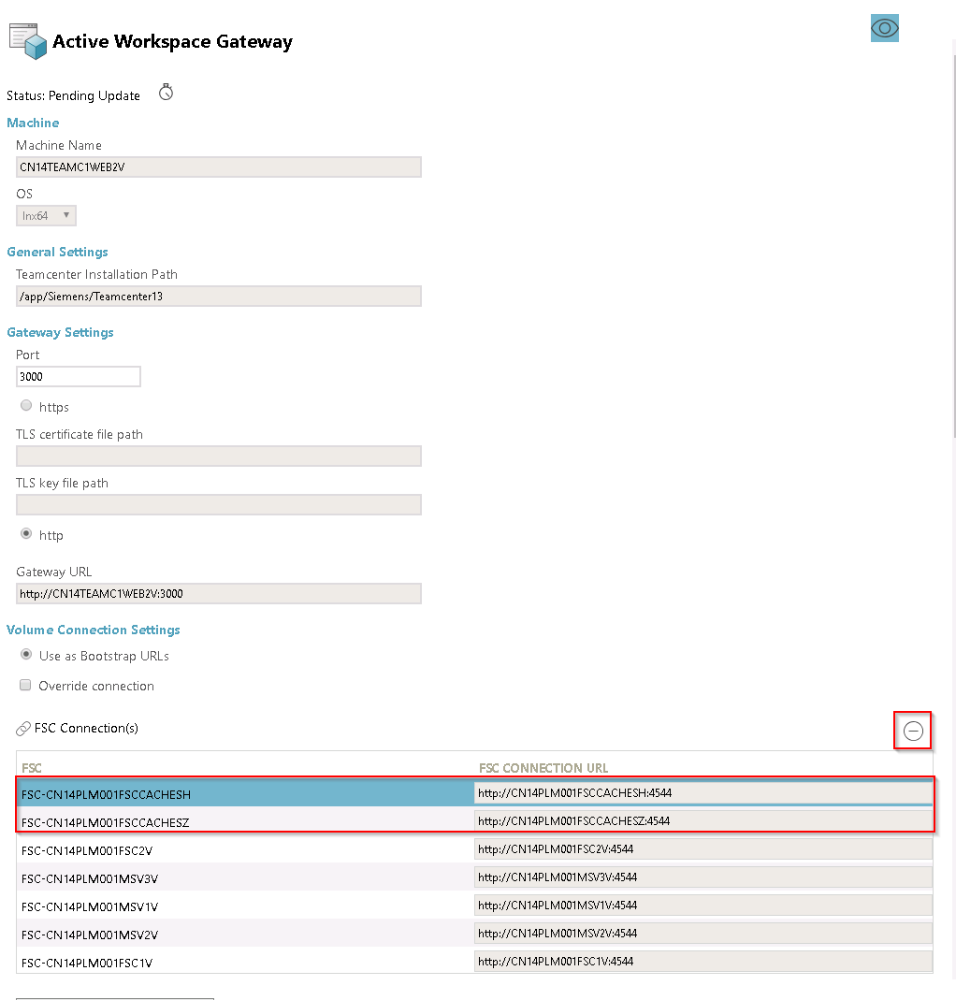 Active Workspace Gateway
Status: Pending Update
Machine
Machine Name
CN14TEAMC1WEB2V
OS
lnx64
General Settings
Teamcenter Installation Path
/app/Siemens/Teamcenter13
Gateway Settings
Port
3000
https
TLS certificate file path
TLS key file path
http
Gateway URL
http://CN14TEAMC1WEB2V:3000
Volume Connection Settings
Use as Bootstrap URLs
Override connection
FSC Connection(s)
FSC FSC CONNECTION URL
FSC-CN14PLM001FSCCACHESH http://CN14PLM001FSCCACHESH:4544
FSC-CN14PLM001FSCCACHESZ http://CN14PLM001FSCCACHESZ:4544
FSC-CN14PLM001FSC2V http://CN14PLM001FSC2V:4544
FSC-CN14PLM001MSV3V http://CN14PLM001MSV3V:4544
FSC-CN14PLM001MSV1V http://CN14PLM001MSV1V:4544
FSC-CN14PLM001MSV2V http://CN14PLM001MSV2V:4544
FSC-CN14PLM001FSC1V http://CN14PLM001FSC1V:4544